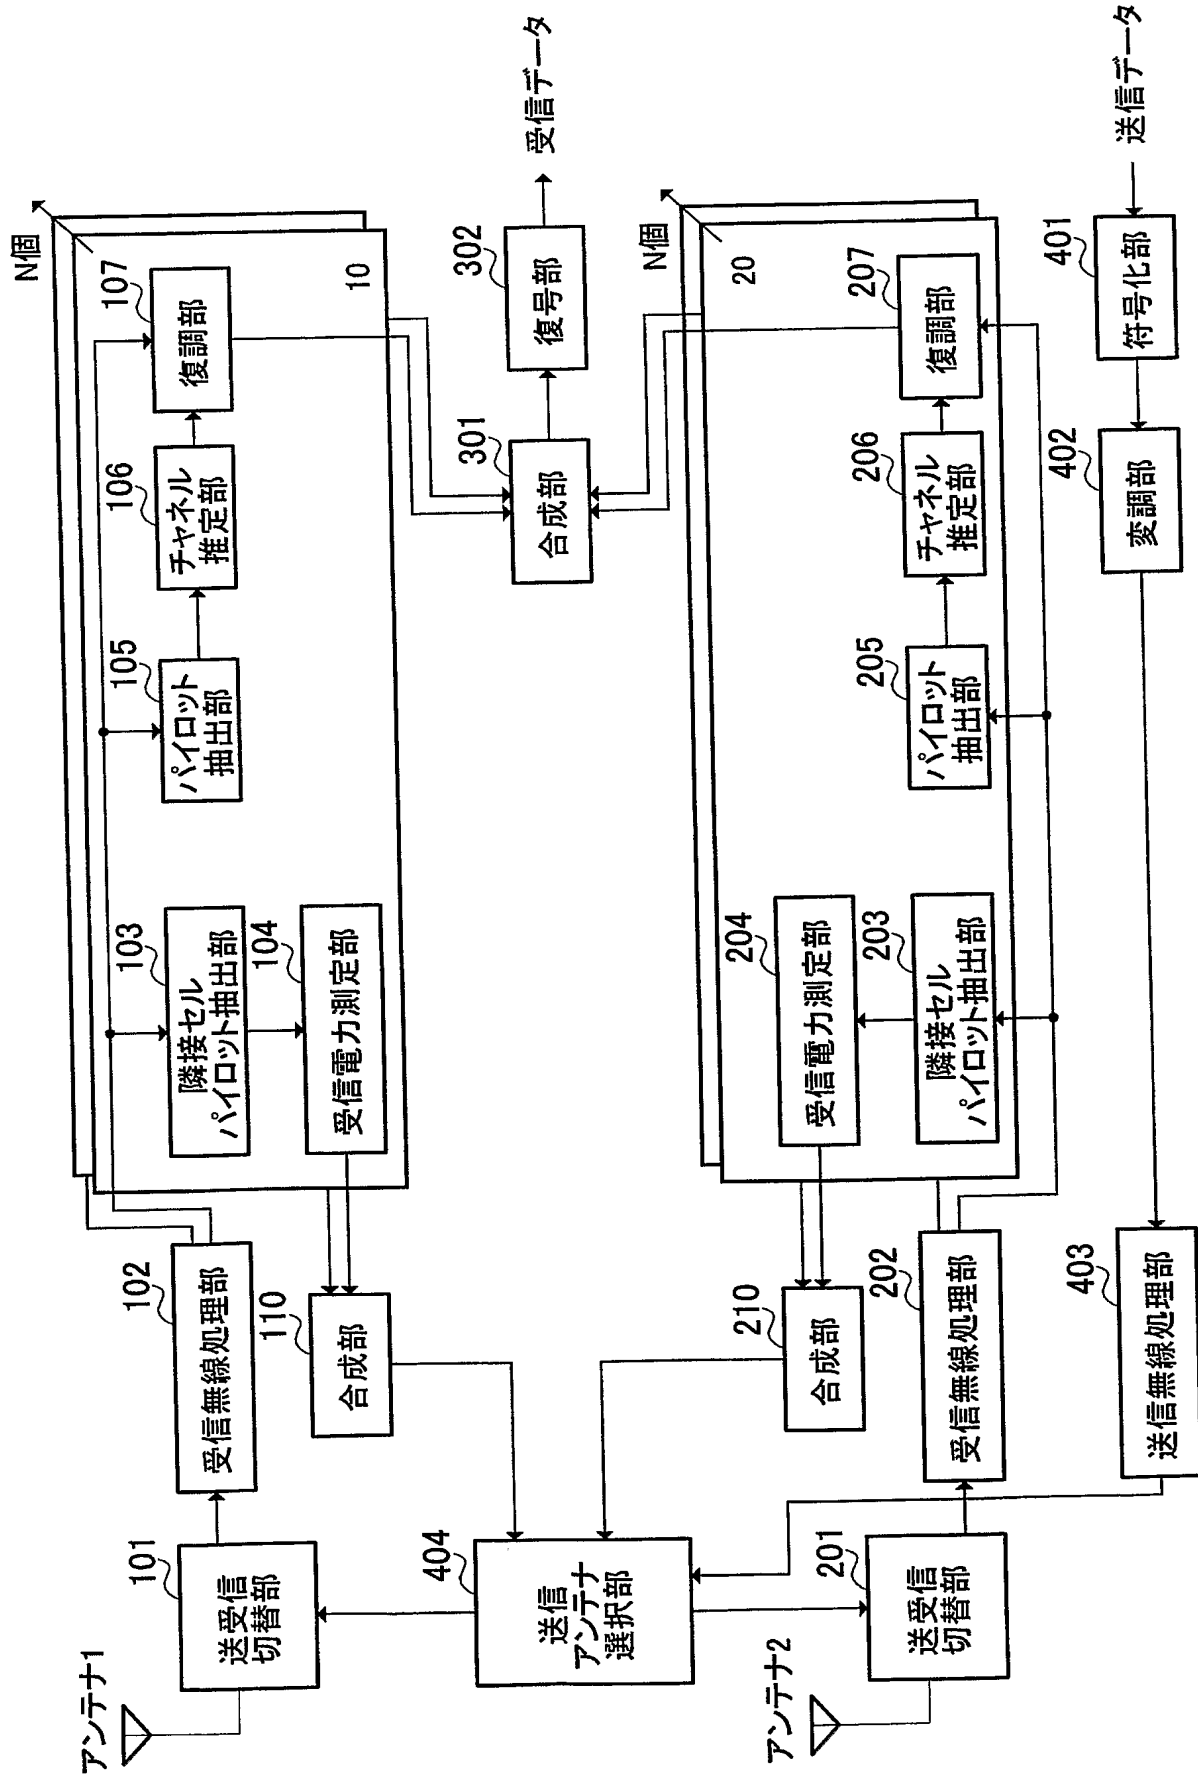 アンテナ1
101
送受信
切替部
102
受信無線処理部
110
合成部
103
隣接セル
パイロット抽出部
104
受信電力測定部
105
パイロット
抽出部
106
チャネル
推定部
107
復調部
10
N個
404
送信
アンテナ
選択部
301
合成部
302
復号部
受信データ
アンテナ2
201
送受信
切替部
202
受信無線処理部
210
合成部
204
受信電力測定部
203
隣接セル
パイロット抽出部
205
パイロット
抽出部
206
チャネル
推定部
207
復調部
20
N個
403
送信無線処理部
402
変調部
401
符号化部
送信データ